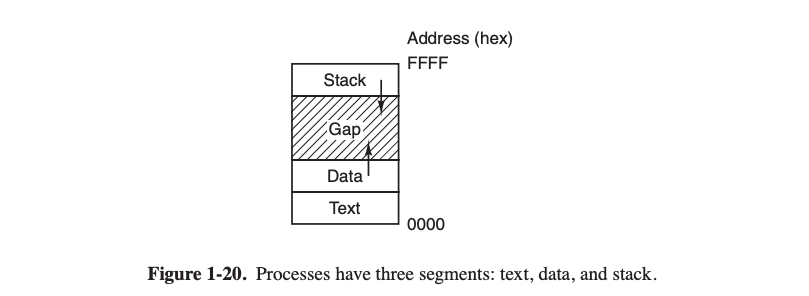 Address (hex)
FFFF
Stack
Gap
Data
Text
0000
Figure 1-20. Processes have three segments: text, data, and stack.